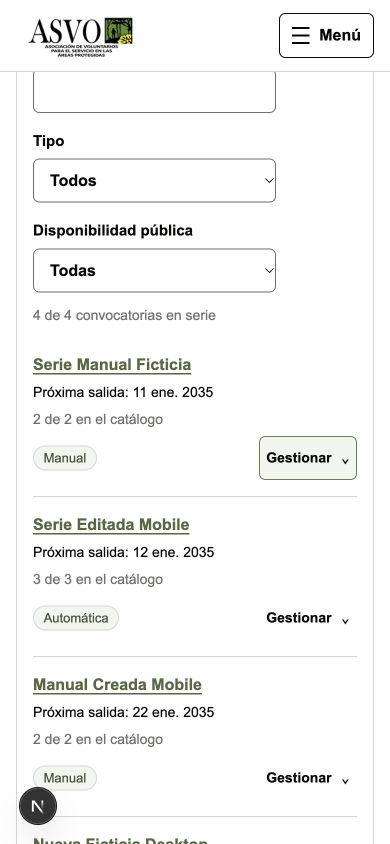 ASVO
ASOCIACIÓN DE VOLUNTARIOS
PARA EL SERVICIO EN LAS
ÁREAS PROTEGIDAS
Menú
Tipo
Todos
Disponibilidad pública
Todas
4 de 4 convocatorias en serie
Serie Manual Ficticia
Próxima salida: 11 ene. 2035
2 de 2 en el catálogo
Manual
Gestionar
Serie Editada Mobile
Próxima salida: 12 ene. 2035
3 de 3 en el catálogo
Automática
Gestionar
Manual Creada Mobile
Próxima salida: 22 ene. 2035
2 de 2 en el catálogo
Manual
Gestionar
N
Nueva Ficticia Desktop